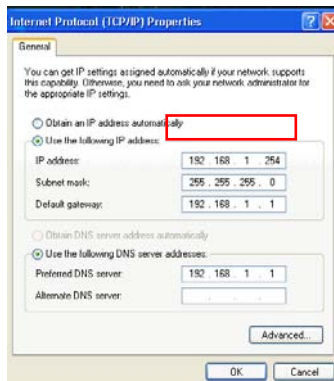 Internet Protocol (TCP/IP) Properties
General
You can get IP settings assigned automatically if your network supports
this capability. Otherwise, you need to ask your network administrator for
the appropriate IP settings.
Obtain an IP address automatically
Use the following IP address:
IP address: 192 . 168 . 1 . 254
Subnet mask: 255 . 255 . 255 . 0
Default gateway: 192 . 168 . 1 . 1
Obtain DNS server address automatically
Use the following DNS server addresses:
Preferred DNS server: 192 . 168 . 1 . 1
Alternate DNS server: . . .
Advanced...
OK Cancel